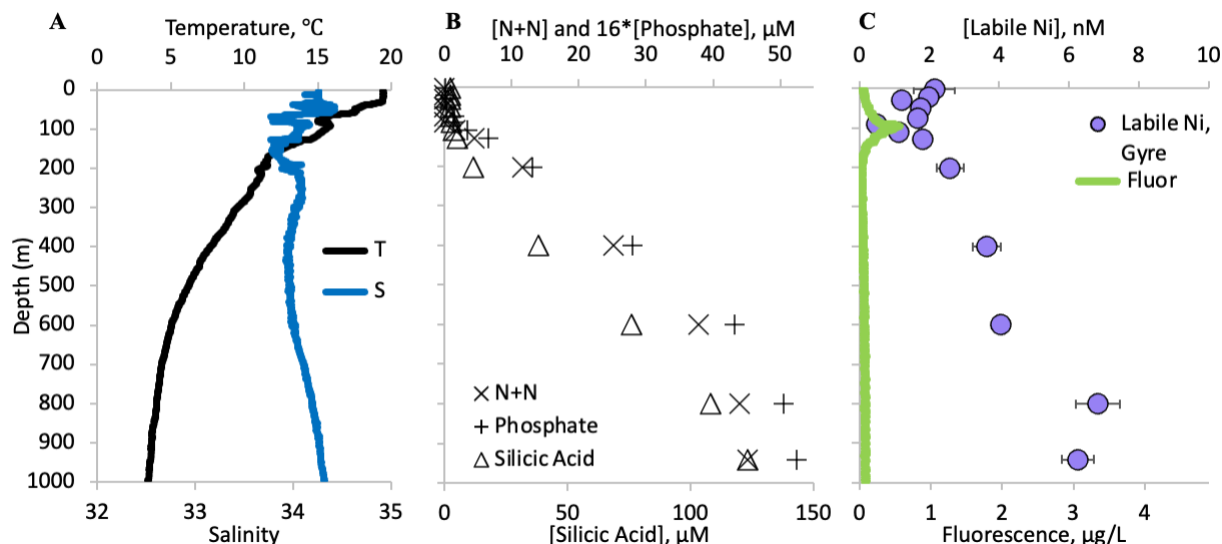 A
Temperature, °C
0 5 10 15 20
0
100
200
300
400
500
600
700
800
900
1000
Depth (m)
T
S
32 33 34 35
Salinity
B
[N+N] and 16*[Phosphate], µM
0 10 20 30 40 50
N+N
Phosphate
Silicic Acid
0 50 100 150
[Silicic Acid], µM
C
[Labile Ni], nM
0 2 4 6 8 10
Labile Ni,
Gyre
Fluor
0 1 2 3 4
Fluorescence, µg/L